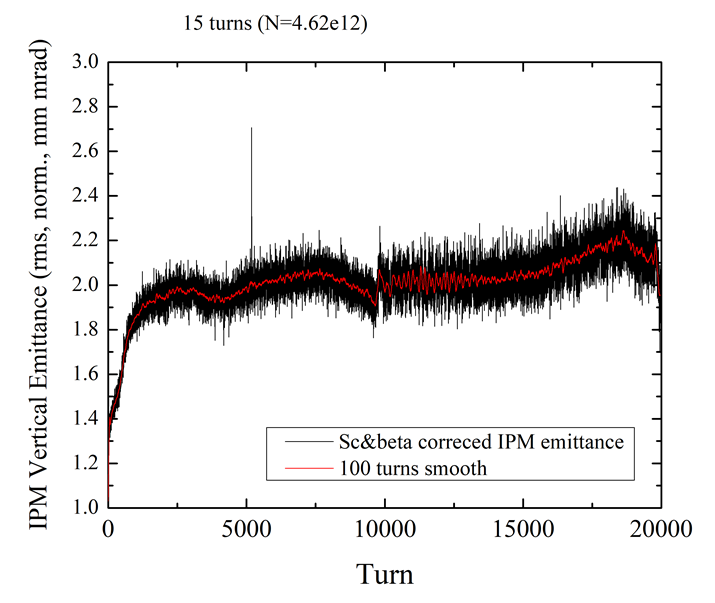 15 turns (N=4.62e12)
IPM Vertical Emittance (rms, norm., mm mrad)
3.0
2.8
2.6
2.4
2.2
2.0
1.8
1.6
1.4
1.2
1.0
Sc&beta correced IPM emittance
100 turns smooth
0 5000 10000 15000 20000
Turn